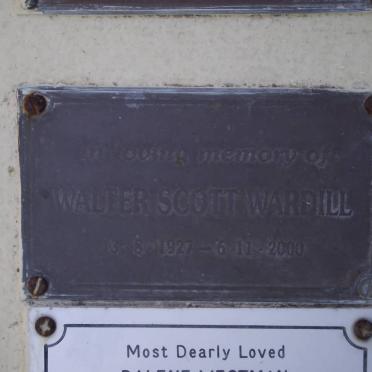 In loving memory of
WALTER SCOTT WARDILL
3-8-1927 — 6-11-2000
Most Dearly Loved